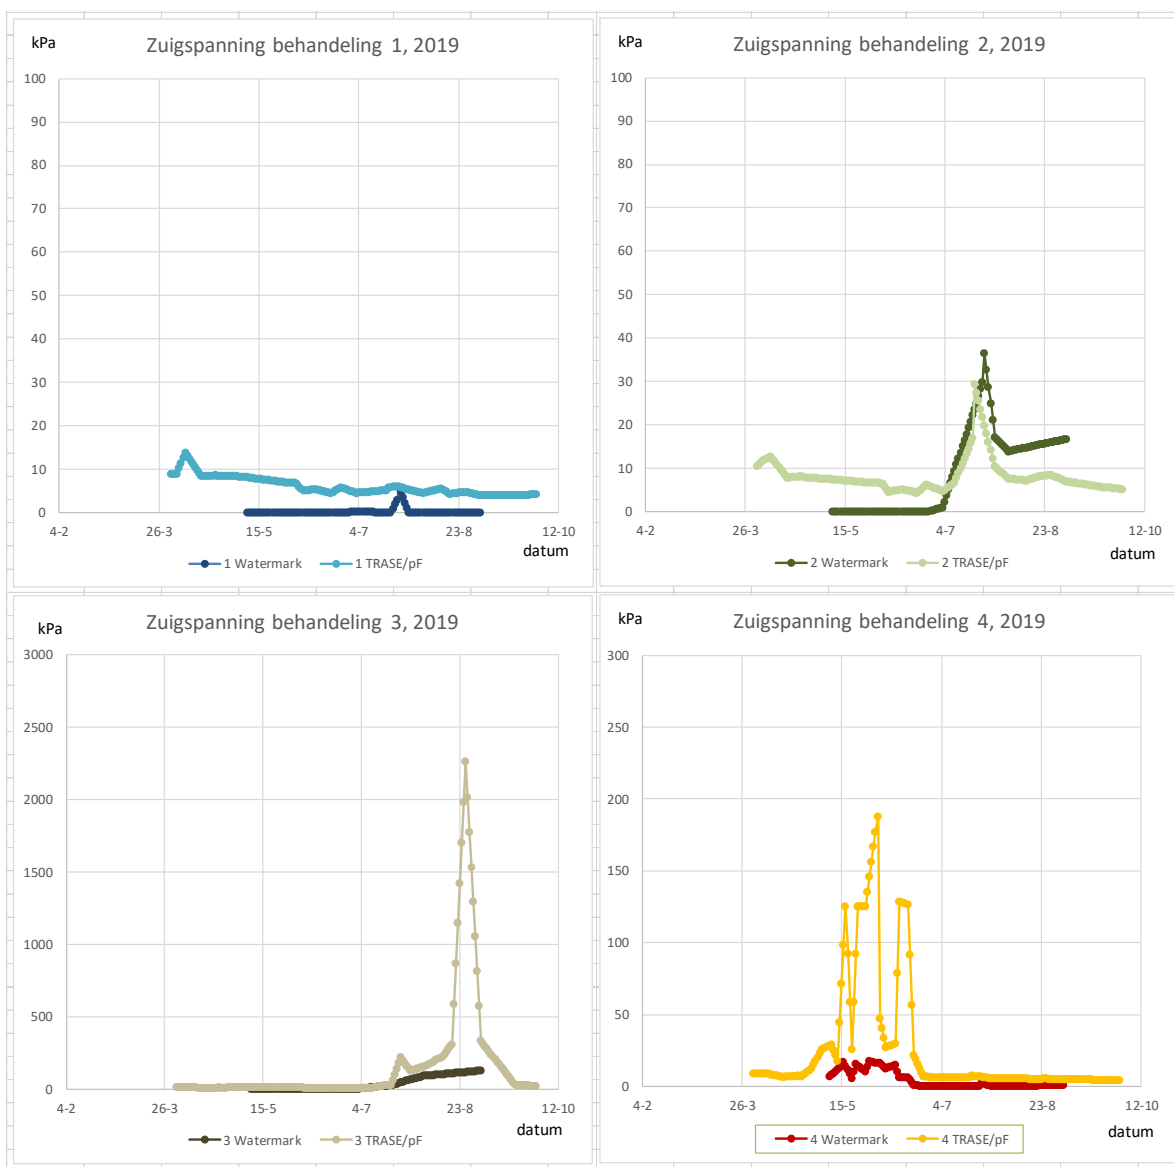 kPa
Zuigspanning behandeling 1, 2019
100
90
80
70
60
50
40
30
20
10
0
4-2 26-3 15-5 4-7 23-8 12-10
datum
1 Watermark 1 TRASE/pF
kPa
Zuigspanning behandeling 2, 2019
100
90
80
70
60
50
40
30
20
10
0
4-2 26-3 15-5 4-7 23-8 12-10
datum
2 Watermark 2 TRASE/pF
kPa
Zuigspanning behandeling 3, 2019
3000
2500
2000
1500
1000
500
0
4-2 26-3 15-5 4-7 23-8 12-10
datum
3 Watermark 3 TRASE/pF
kPa
Zuigspanning behandeling 4, 2019
300
250
200
150
100
50
0
4-2 26-3 15-5 4-7 23-8 12-10
datum
4 Watermark 4 TRASE/pF